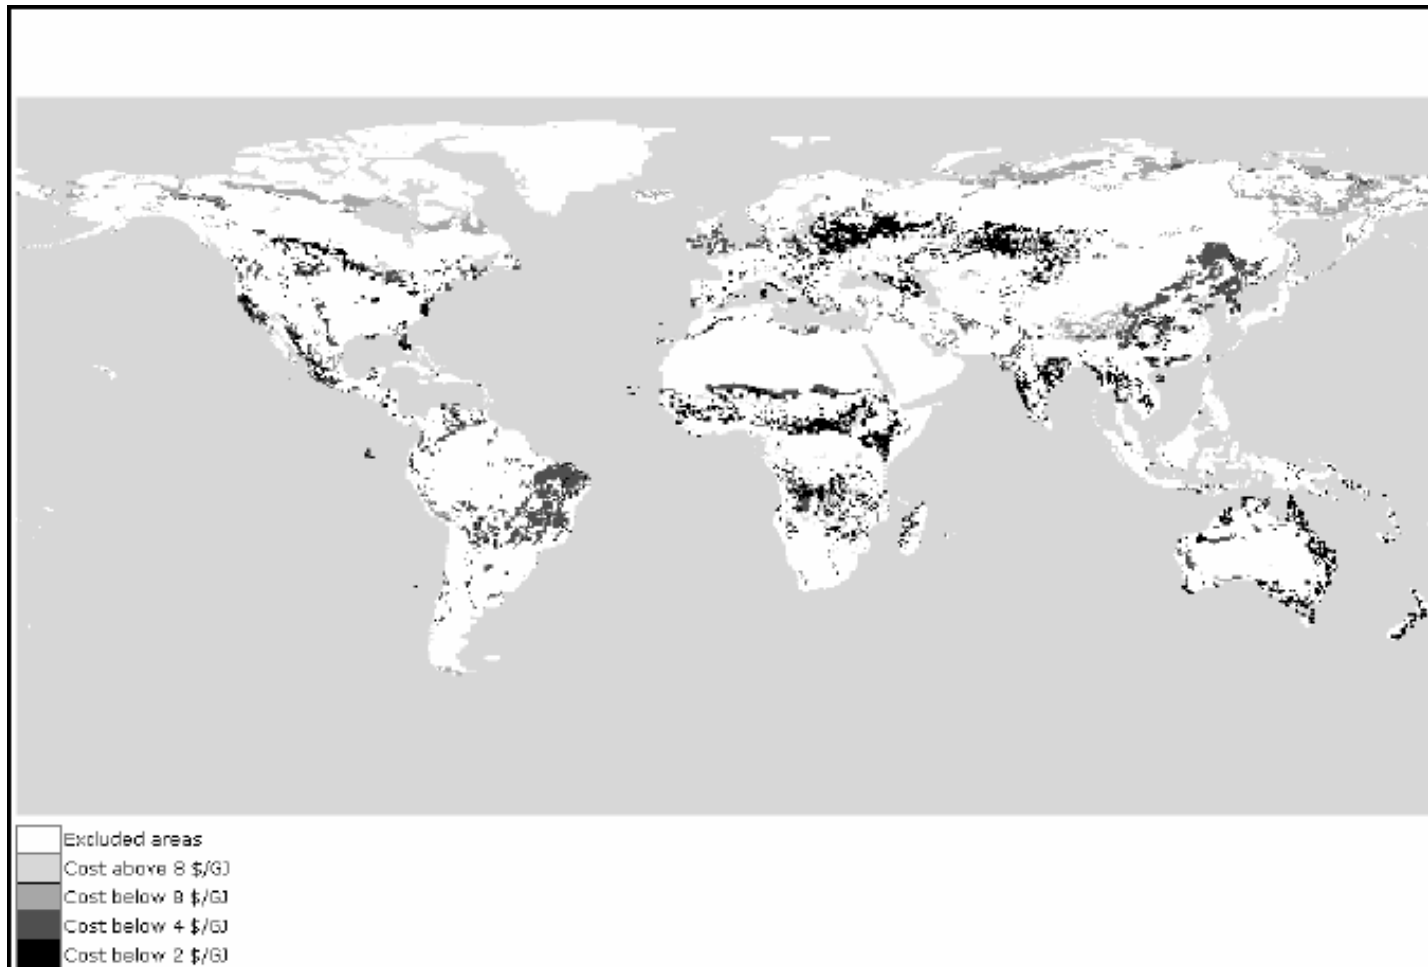 Excluded areas
Cost above 8 $/GJ
Cost below 8 $/GJ
Cost below 4 $/GJ
Cost below 2 $/GJ